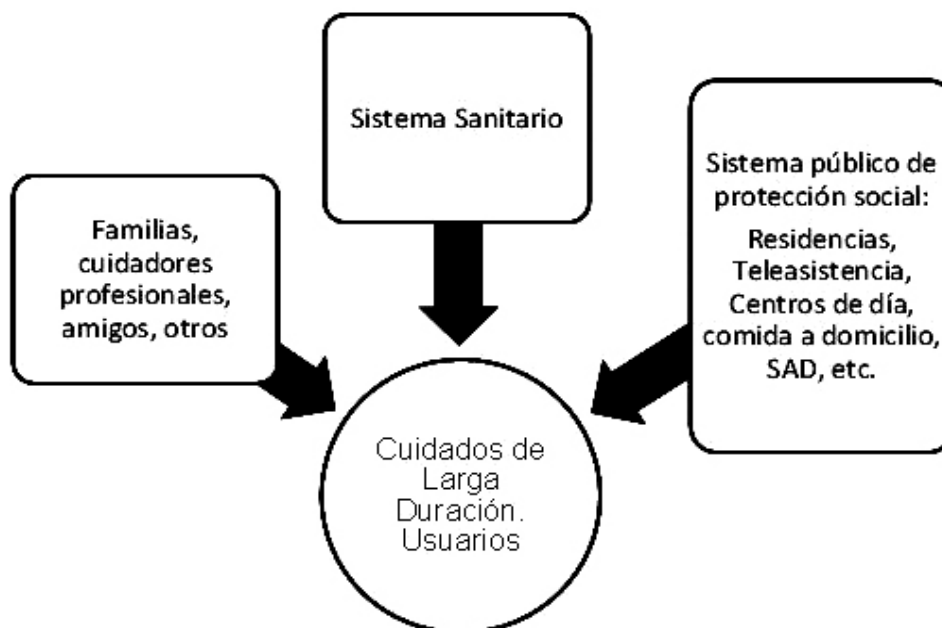 Sistema Sanitario
Familias,
cuidadores
profesionales,
amigos, otros
Sistema público de
protección social:
Residencias,
Teleasistencia,
Centros de día,
comida a domicilio,
SAD, etc.
Cuidados de
Larga
Duración.
Usuarios